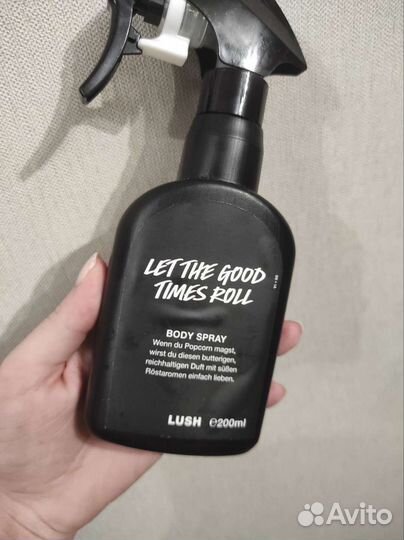 LET THE GOOD
TIMES ROLL
BODY SPRAY
Wenn du Popcorn magst,
wirst du diesen butterigen,
reichhaltigen Duft mit süßen
Röstaromen einfach lieben.
LUSH ℮200ml
Avito